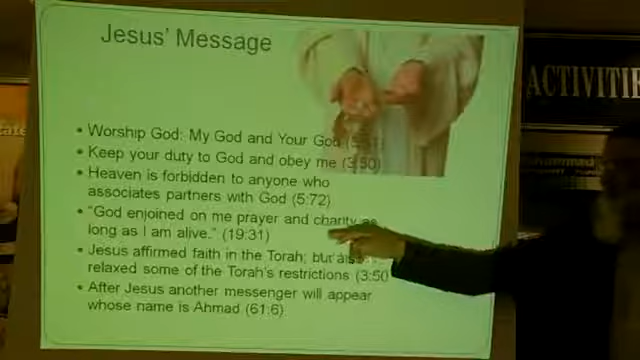 Jesus' Message
• Worship God: My God and Your God
• Keep your duty to God and obey me (3:50)
• Heaven is forbidden to anyone who
associates partners with God (5:72)
• "God enjoined on me prayer and charity as
long as I am alive." (19:31)
• Jesus affirmed faith in the Torah; but
relaxed some of the Torah's restrictions (3:50
• After Jesus another messenger will appear
whose name is Ahmad (61:6)
ACTIVITI